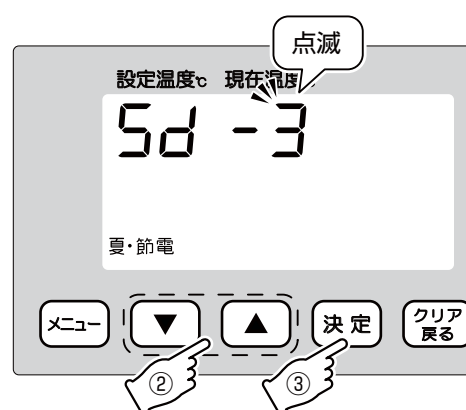 点滅
設定温度℃ 現在温度
Sd -3
夏・節電
メニュー ▼ ▲ 決定 クリア
戻る
② ③